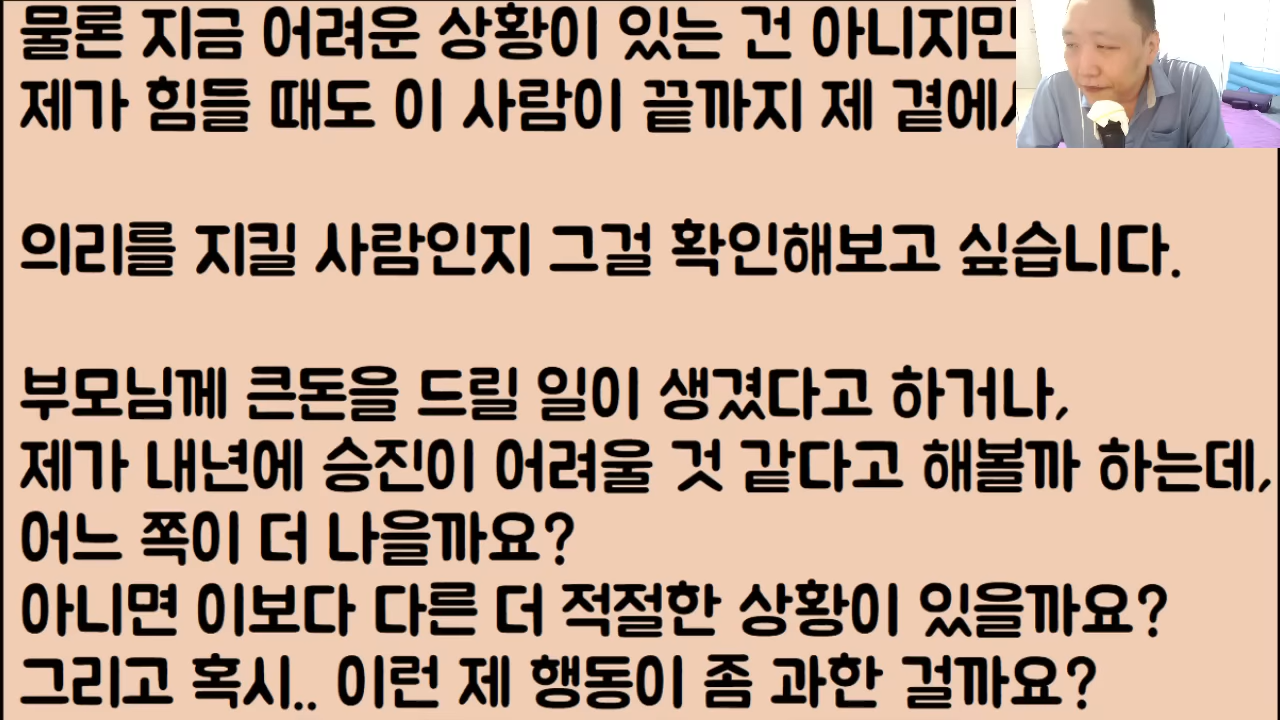 물론 지금 어려운 상황이 있는 건 아니지만
제가 힘들 때도 이 사람이 끝까지 제 곁에서
의리를 지킬 사람인지 그걸 확인해보고 싶습니다.
부모님께 큰돈을 드릴 일이 생겼다고 하거나,
제가 내년에 승진이 어려울 것 같다고 해볼까 하는데,
어느 쪽이 더 나을까요?
아니면 이보다 다른 더 적절한 상황이 있을까요?
그리고 혹시.. 이런 제 행동이 좀 과한 걸까요?